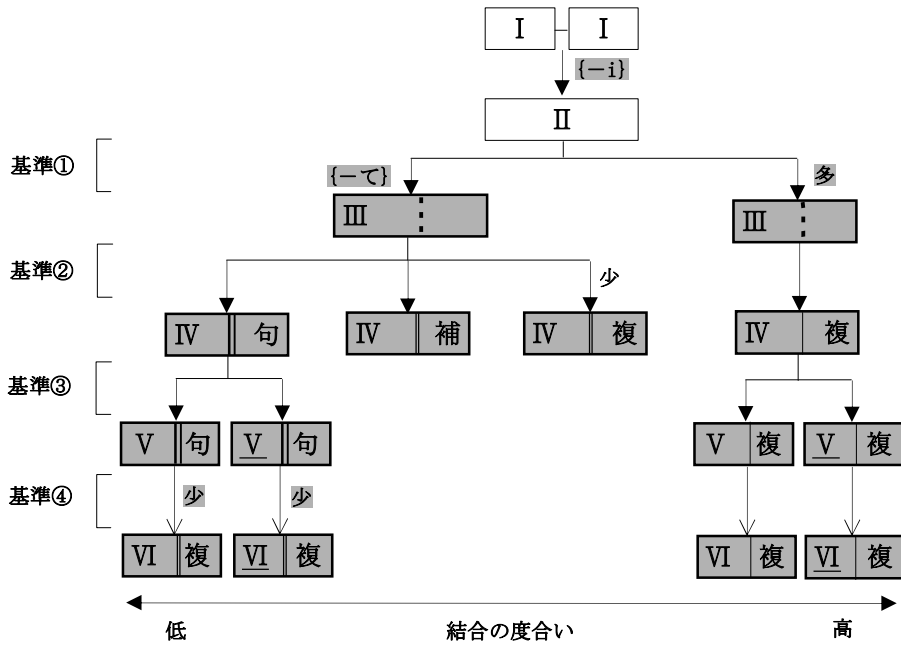 Ⅰ Ⅰ
{－i}
Ⅱ
基準①
{－て} 多
Ⅲ Ⅲ
基準②
少
Ⅳ 句 Ⅳ 補 Ⅳ 複 Ⅳ 複
基準③
Ⅴ 句 Ⅴ 句 Ⅴ 複 Ⅴ 複
基準④
少 少
Ⅵ 複 Ⅵ 複 Ⅵ 複 Ⅵ 複
低 結合の度合い 高